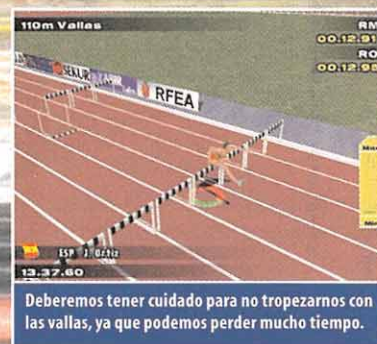 110m Vallas
RM
00.12.91
RO
00.12.95
SEKUR
RFEA
ESP J. Ortiz
13.37.60
Deberemos tener cuidado para no tropezarnos con
las vallas, ya que podemos perder mucho tiempo.